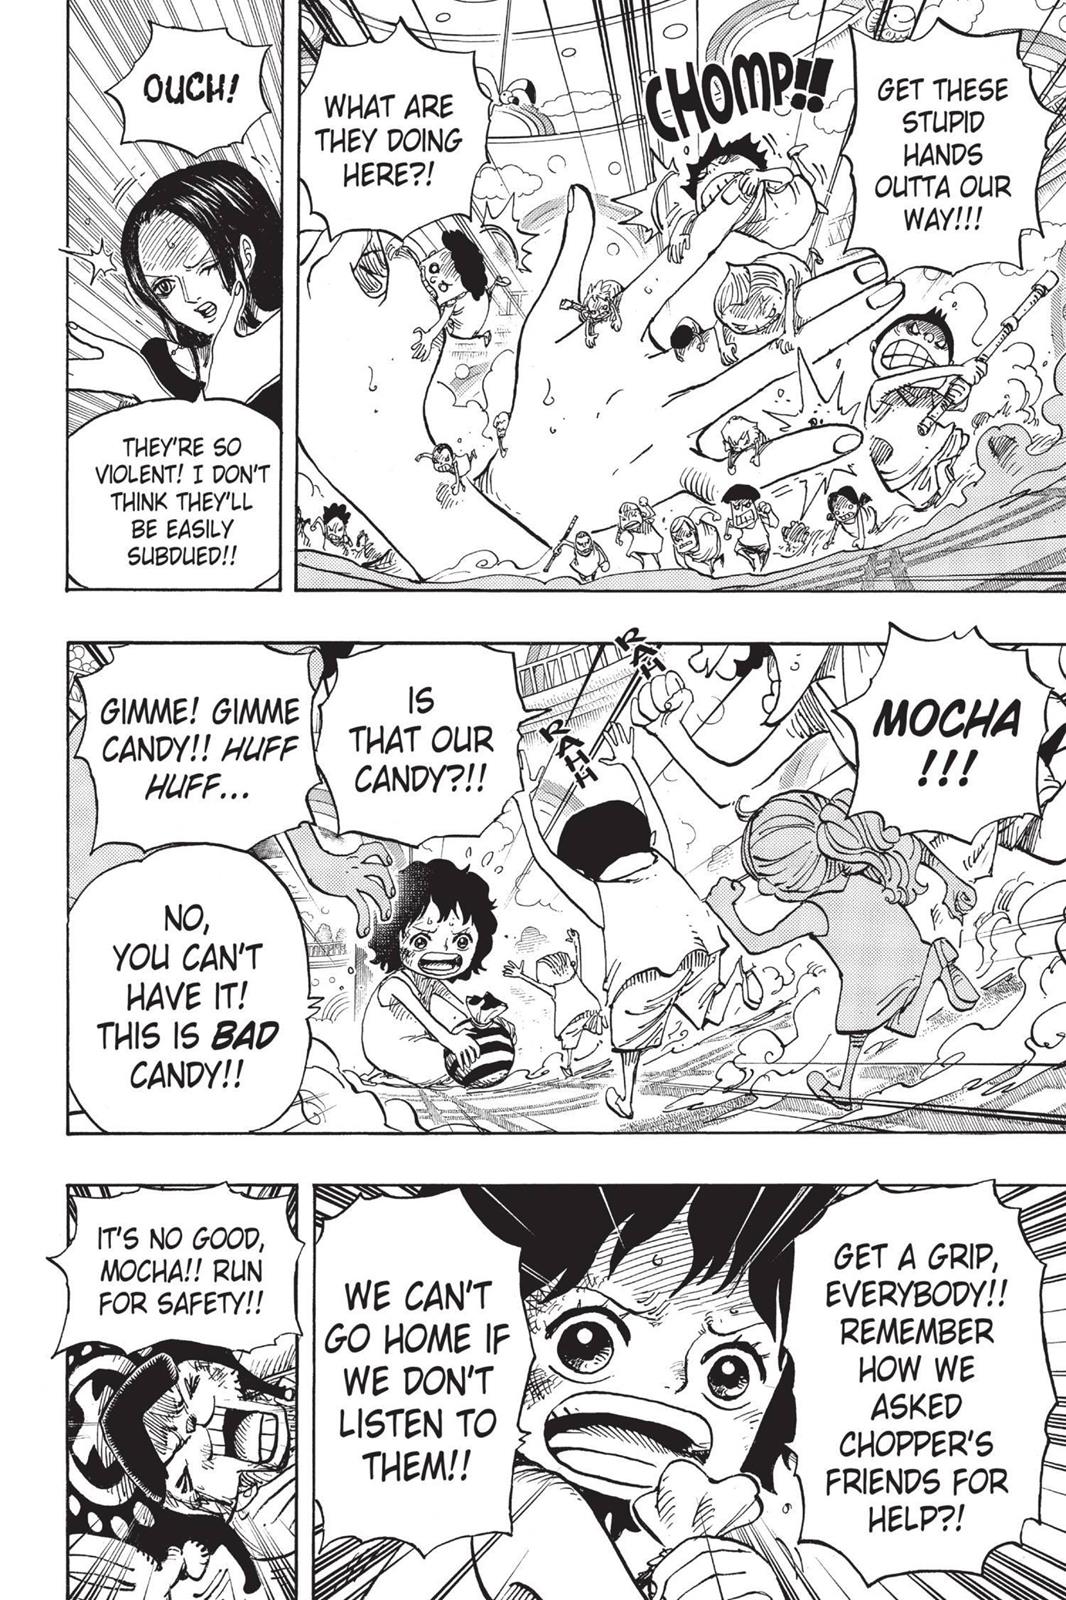 GET THESE
STUPID
HANDS
OUTTA OUR
WAY!!!
CHOMP!!
WHAT ARE
THEY DOING
HERE?!
OUCH!
THEY'RE SO
VIOLENT! I DON'T
THINK THEY'LL
BE EASILY
SUBDUED!!
MOCHA
!!!
RAHH
RAHH
IS
THAT OUR
CANDY?!!
GIMME! GIMME
CANDY!! HUFF
HUFF...
NO,
YOU CAN'T
HAVE IT!
THIS IS BAD
CANDY!!
GET A GRIP,
EVERYBODY!!
REMEMBER
HOW WE
ASKED
CHOPPER'S
FRIENDS FOR
HELP?!
WE CAN'T
GO HOME IF
WE DON'T
LISTEN TO
THEM!!
IT'S NO GOOD,
MOCHA!! RUN
FOR SAFETY!!